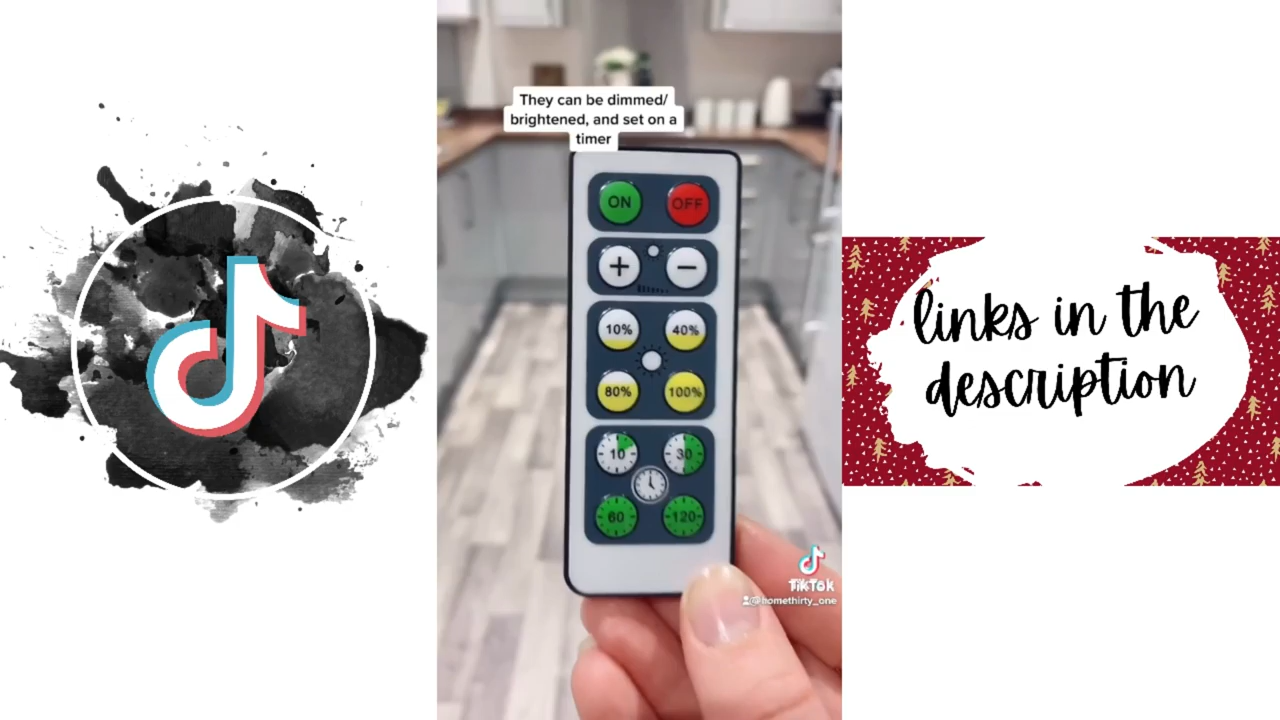 They can be dimmed/
brightened, and set on a
timer
ON OFF
+ −
10% 40%
80% 100%
10 30
60 120
TikTok
@homethirty_one
links in the
description